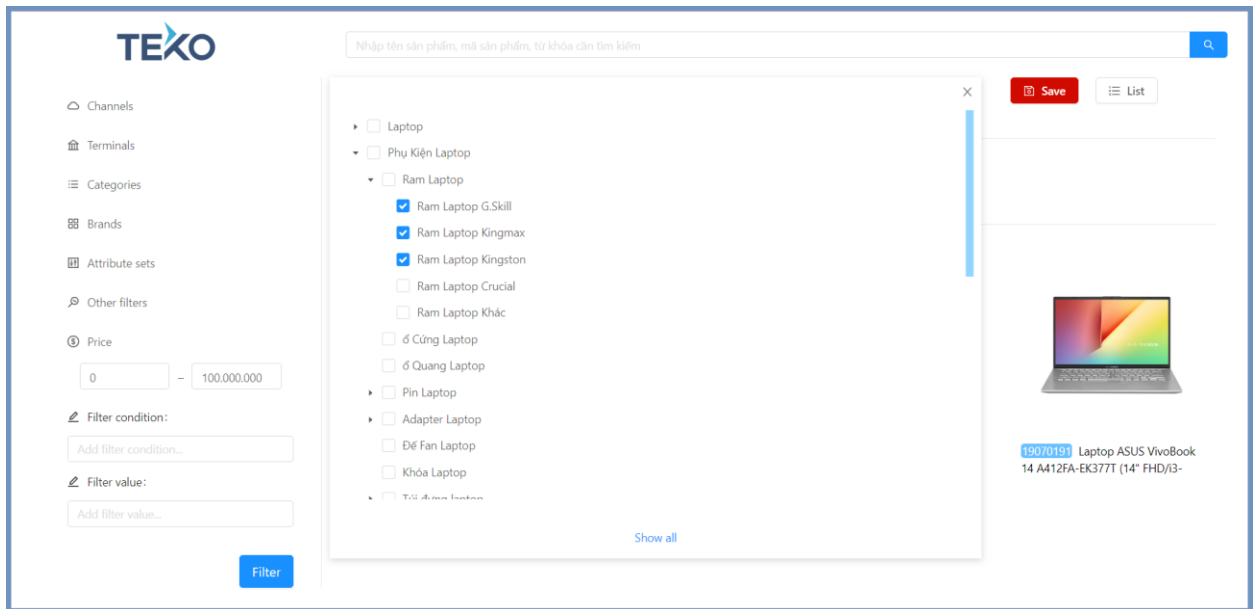 TEKO
Nhập tên sản phẩm, mã sản phẩm, từ khóa cần tìm kiếm
Save
List
Channels
Terminals
Categories
Brands
Attribute sets
Other filters
Price
0 – 100.000.000
Filter condition:
Add filter condition...
Filter value:
Add filter value...
Filter
Laptop
Phụ Kiện Laptop
Ram Laptop
Ram Laptop G.Skill
Ram Laptop Kingmax
Ram Laptop Kingston
Ram Laptop Crucial
Ram Laptop Khác
ổ Cứng Laptop
ổ Quang Laptop
Pin Laptop
Adapter Laptop
Đế Fan Laptop
Khóa Laptop
Túi đựng laptop
Show all
19070191 Laptop ASUS VivoBook
14 A412FA-EK377T (14" FHD/i3-